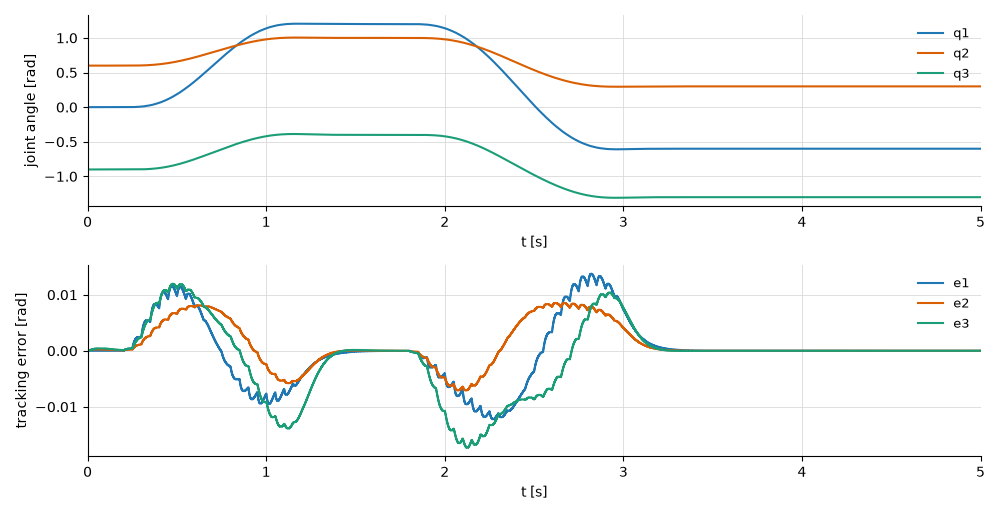 joint angle [rad]
1.0
0.5
0.0
−0.5
−1.0
q1
q2
q3
0 1 2 3 4 5
t [s]
tracking error [rad]
0.01
0.00
−0.01
e1
e2
e3
0 1 2 3 4 5
t [s]